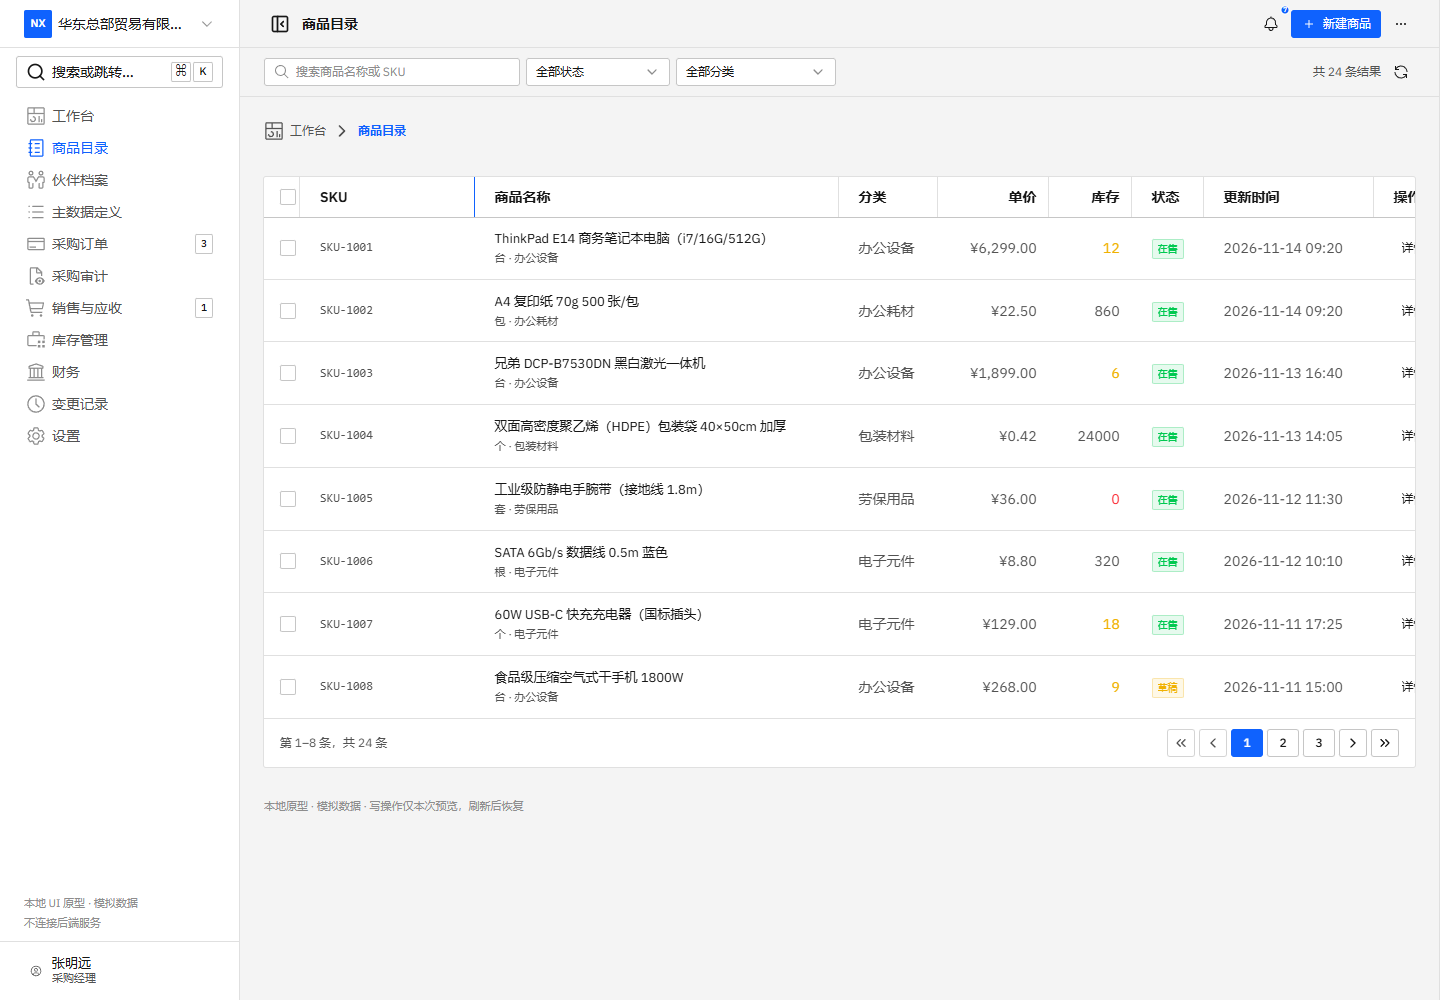 NX 华东总部贸易有限...
搜索或跳转... ⌘ K
工作台
商品目录
伙伴档案
主数据定义
采购订单 3
采购审计
销售与应收 1
库存管理
财务
变更记录
设置
本地 UI 原型 · 模拟数据
不连接后端服务
张明远
采购经理
商品目录
? + 新建商品 ···
搜索商品名称或 SKU 全部状态 全部分类 共 24 条结果
工作台 > 商品目录
SKU 商品名称 分类 单价 库存 状态 更新时间 操作
SKU-1001 ThinkPad E14 商务笔记本电脑（i7/16G/512G） 办公设备 ¥6,299.00 12 在售 2026-11-14 09:20
台 · 办公设备
SKU-1002 A4 复印纸 70g 500 张/包 办公耗材 ¥22.50 860 在售 2026-11-14 09:20
包 · 办公耗材
SKU-1003 兄弟 DCP-B7530DN 黑白激光一体机 办公设备 ¥1,899.00 6 在售 2026-11-13 16:40
台 · 办公设备
SKU-1004 双面高密度聚乙烯（HDPE）包装袋 40×50cm 加厚 包装材料 ¥0.42 24000 在售 2026-11-13 14:05
个 · 包装材料
SKU-1005 工业级防静电手腕带（接地线 1.8m） 劳保用品 ¥36.00 0 在售 2026-11-12 11:30
套 · 劳保用品
SKU-1006 SATA 6Gb/s 数据线 0.5m 蓝色 电子元件 ¥8.80 320 在售 2026-11-12 10:10
根 · 电子元件
SKU-1007 60W USB-C 快充充电器（国标插头） 电子元件 ¥129.00 18 在售 2026-11-11 17:25
个 · 电子元件
SKU-1008 食品级压缩空气式干手机 1800W 办公设备 ¥268.00 9 草稿 2026-11-11 15:00
台 · 办公设备
第 1–8 条，共 24 条 « ‹ 1 2 3 › »
本地原型 · 模拟数据 · 写操作仅本次预览，刷新后恢复